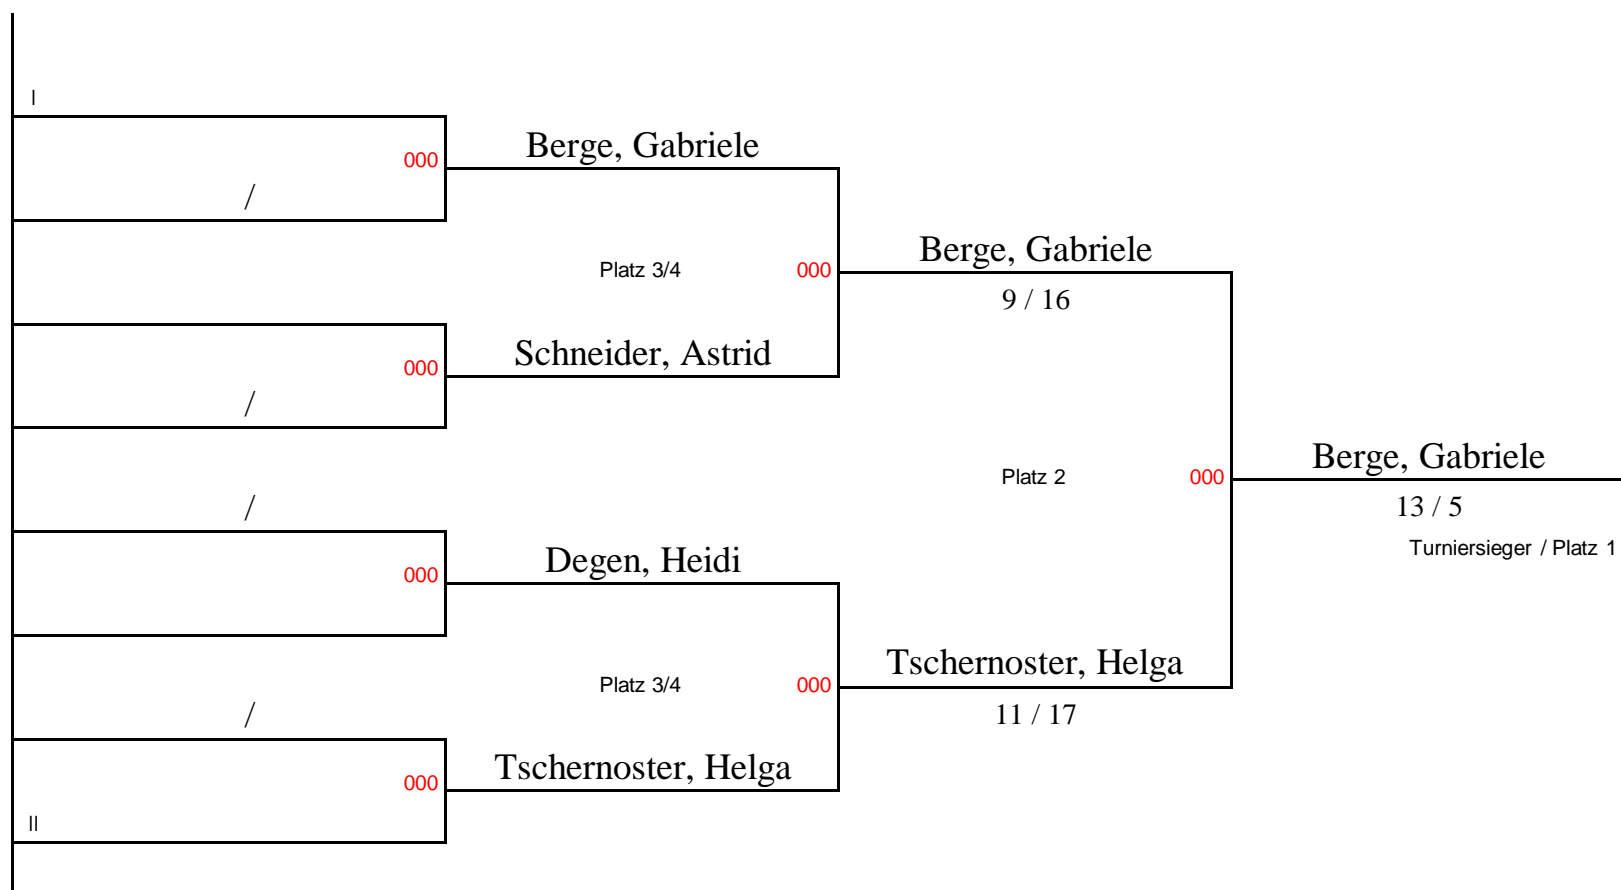 I
000
Berge, Gabriele
/
Platz 3/4
000
Berge, Gabriele
9 / 16
000
Schneider, Astrid
/
Platz 2
000
Berge, Gabriele
13 / 5
Turniersieger / Platz 1
/
000
Degen, Heidi
Platz 3/4
000
Tschernoster, Helga
11 / 17
/
000
Tschernoster, Helga
II